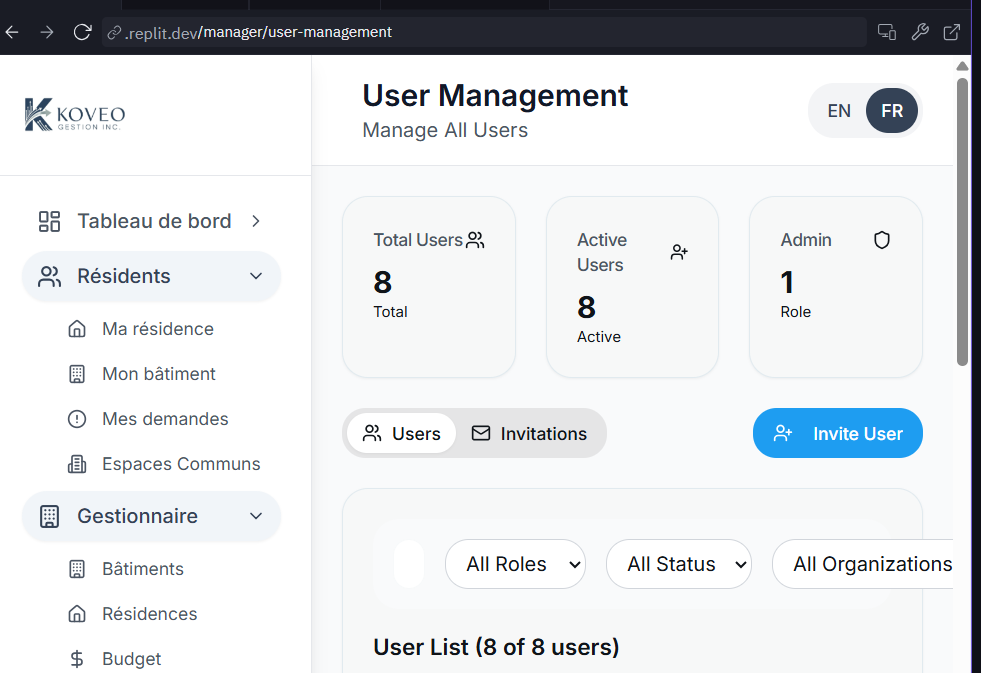 .replit.dev/manager/user-management
KOVEO
GESTION INC.
Tableau de bord
Résidents
Ma résidence
Mon bâtiment
Mes demandes
Espaces Communs
Gestionnaire
Bâtiments
Résidences
Budget
User Management
Manage All Users
EN FR
Total Users
8
Total
Active
Users
8
Active
Admin
1
Role
Users
Invitations
Invite User
All Roles
All Status
All Organizations
User List (8 of 8 users)